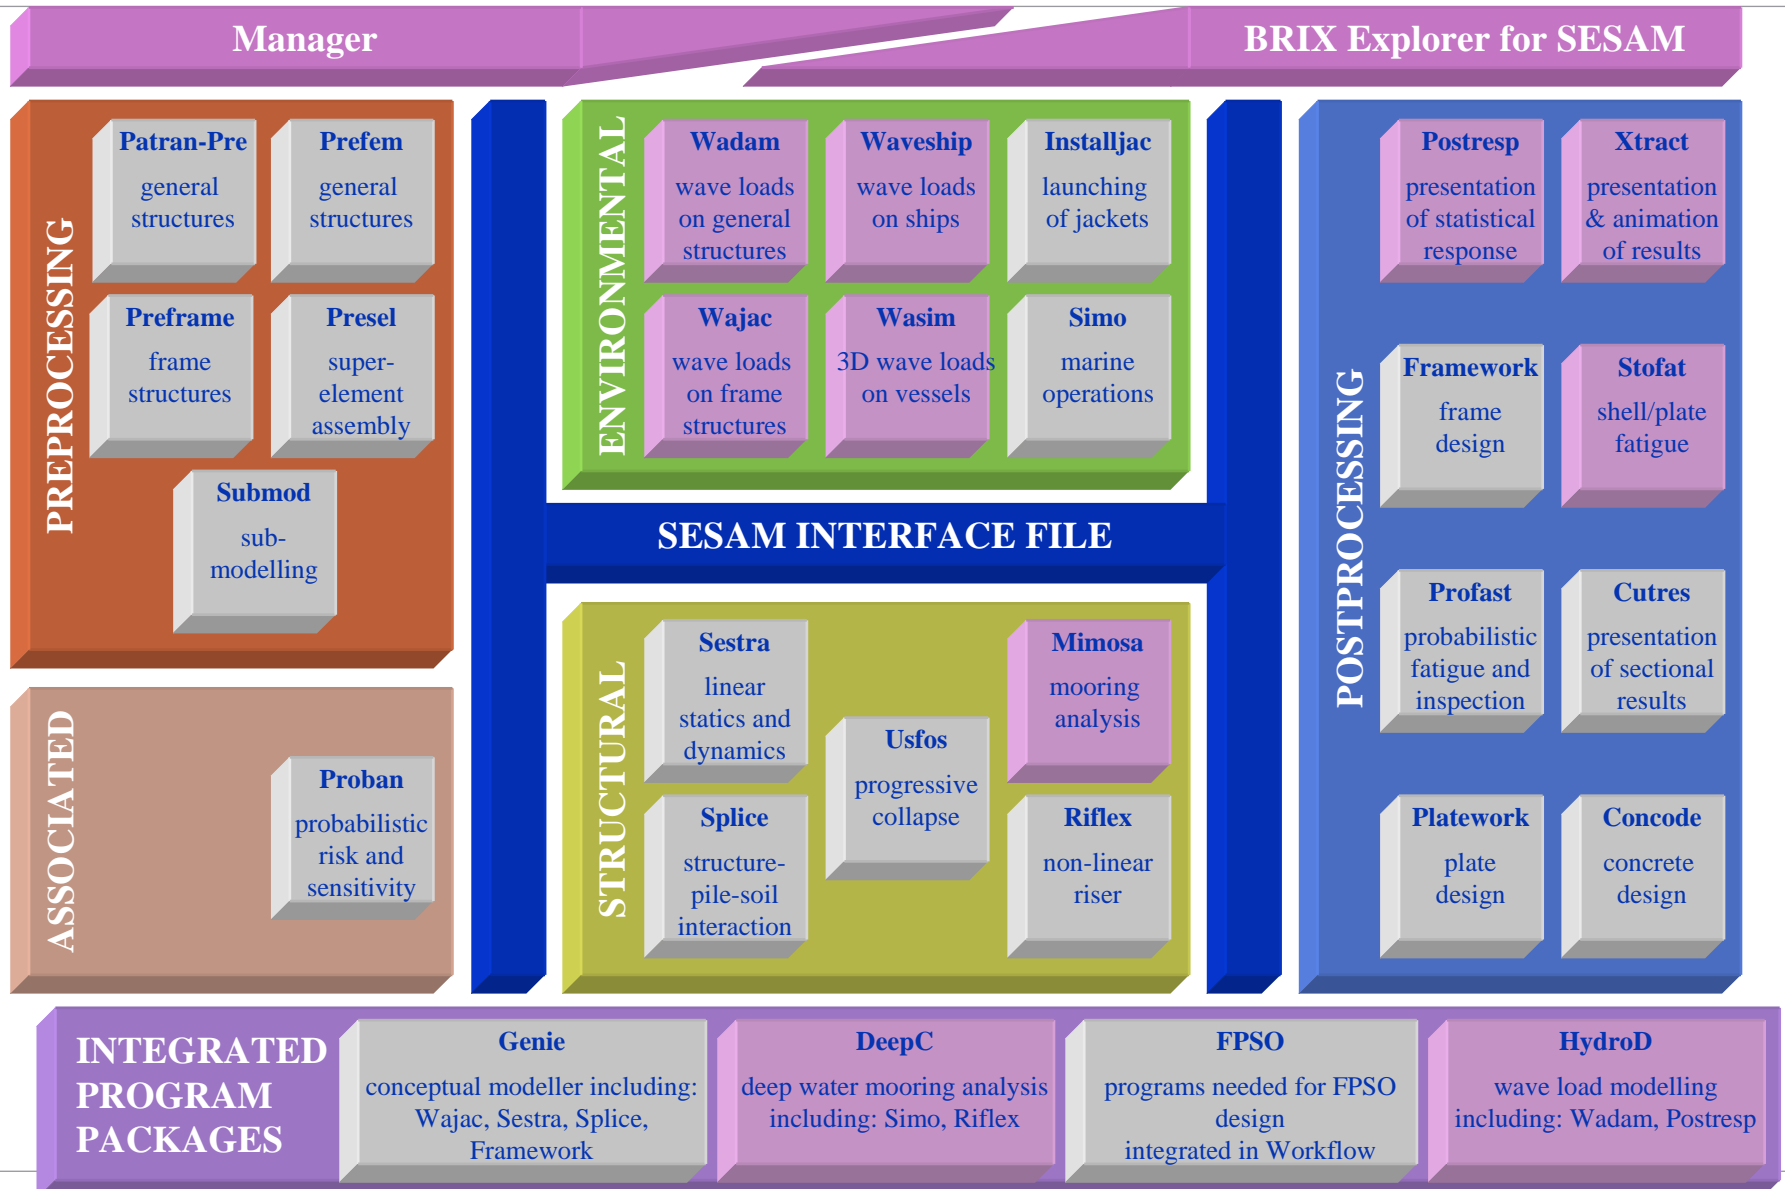 Manager
BRIX Explorer for SESAM
PREPROCESSING
Patran-Pre
general
structures
Prefem
general
structures
Preframe
frame
structures
Presel
super-
element
assembly
Submod
sub-
modelling
ASSOCIATED
Proban
probabilistic
risk and
sensitivity
ENVIRONMENTAL
Wadam
wave loads
on general
structures
Waveship
wave loads
on ships
Installjac
launching
of jackets
Wajac
wave loads
on frame
structures
Wasim
3D wave loads
on vessels
Simo
marine
operations
SESAM INTERFACE FILE
STRUCTURAL
Sestra
linear
statics and
dynamics
Mimosa
mooring
analysis
Usfos
progressive
collapse
Splice
structure-
pile-soil
interaction
Riflex
non-linear
riser
POSTPROCESSING
Postresp
presentation
of statistical
response
Xtract
presentation
& animation
of results
Framework
frame
design
Stofat
shell/plate
fatigue
Profast
probabilistic
fatigue and
inspection
Cutres
presentation
of sectional
results
Platework
plate
design
Concode
concrete
design
INTEGRATED
PROGRAM
PACKAGES
Genie
conceptual modeller including:
Wajac, Sestra, Splice,
Framework
DeepC
deep water mooring analysis
including: Simo, Riflex
FPSO
programs needed for FPSO
design
integrated in Workflow
HydroD
wave load modelling
including: Wadam, Postresp